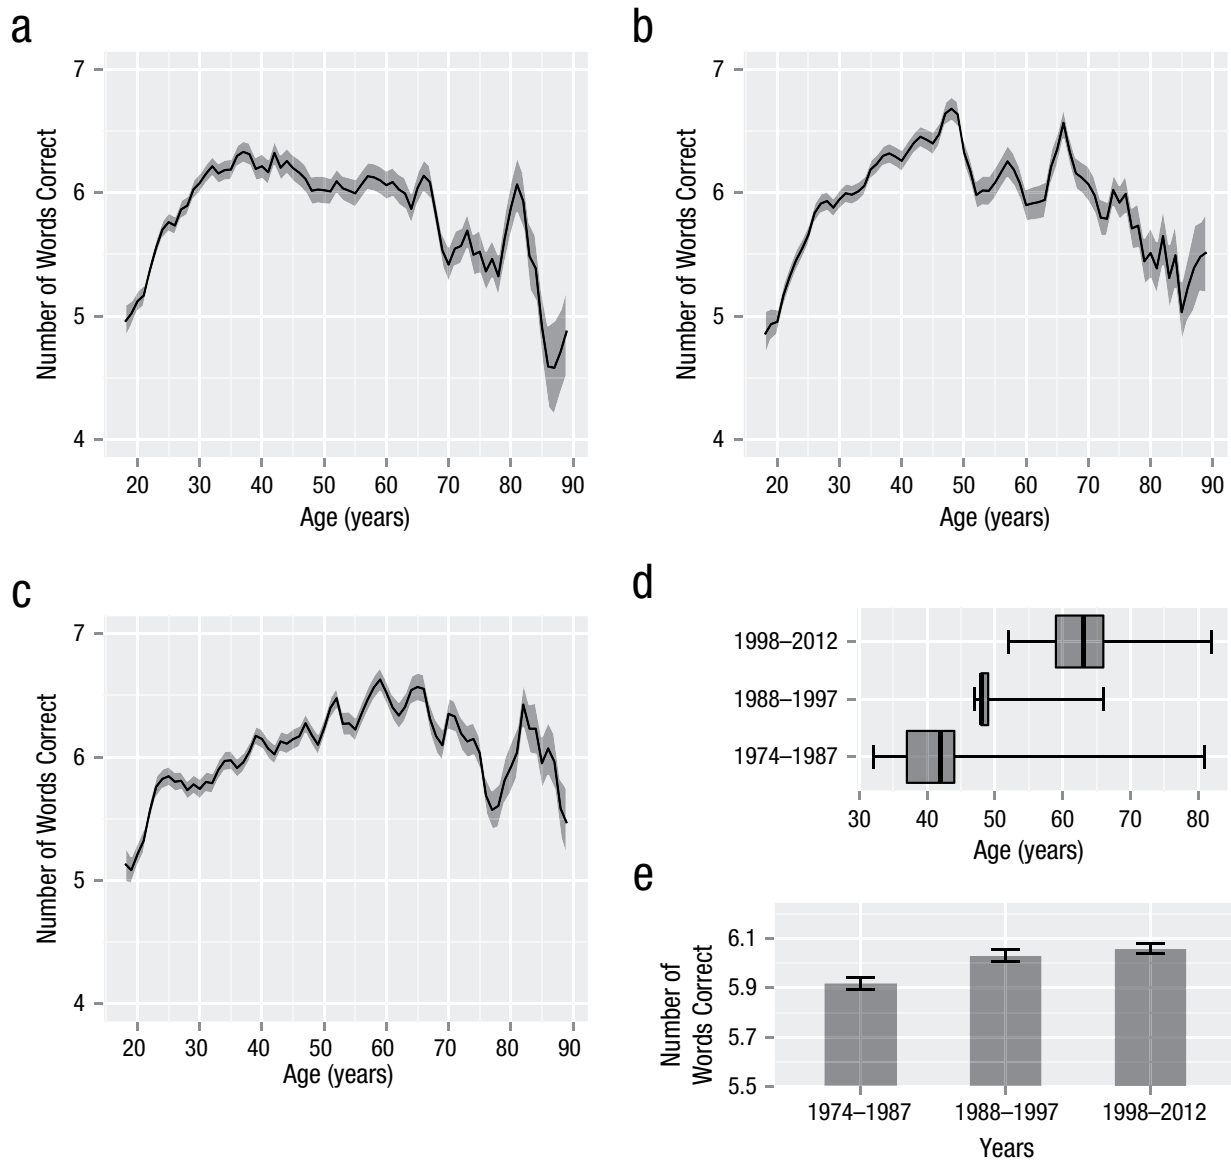 a
7
6
5
4
Number of Words Correct
20 30 40 50 60 70 80 90
Age (years)
b
7
6
5
4
Number of Words Correct
20 30 40 50 60 70 80 90
Age (years)
c
7
6
5
4
Number of Words Correct
20 30 40 50 60 70 80 90
Age (years)
d
1998–2012
1988–1997
1974–1987
30 40 50 60 70 80
Age (years)
e
6.1
5.9
5.7
5.5
Number of
Words Correct
1974–1987 1988–1997 1998–2012
Years